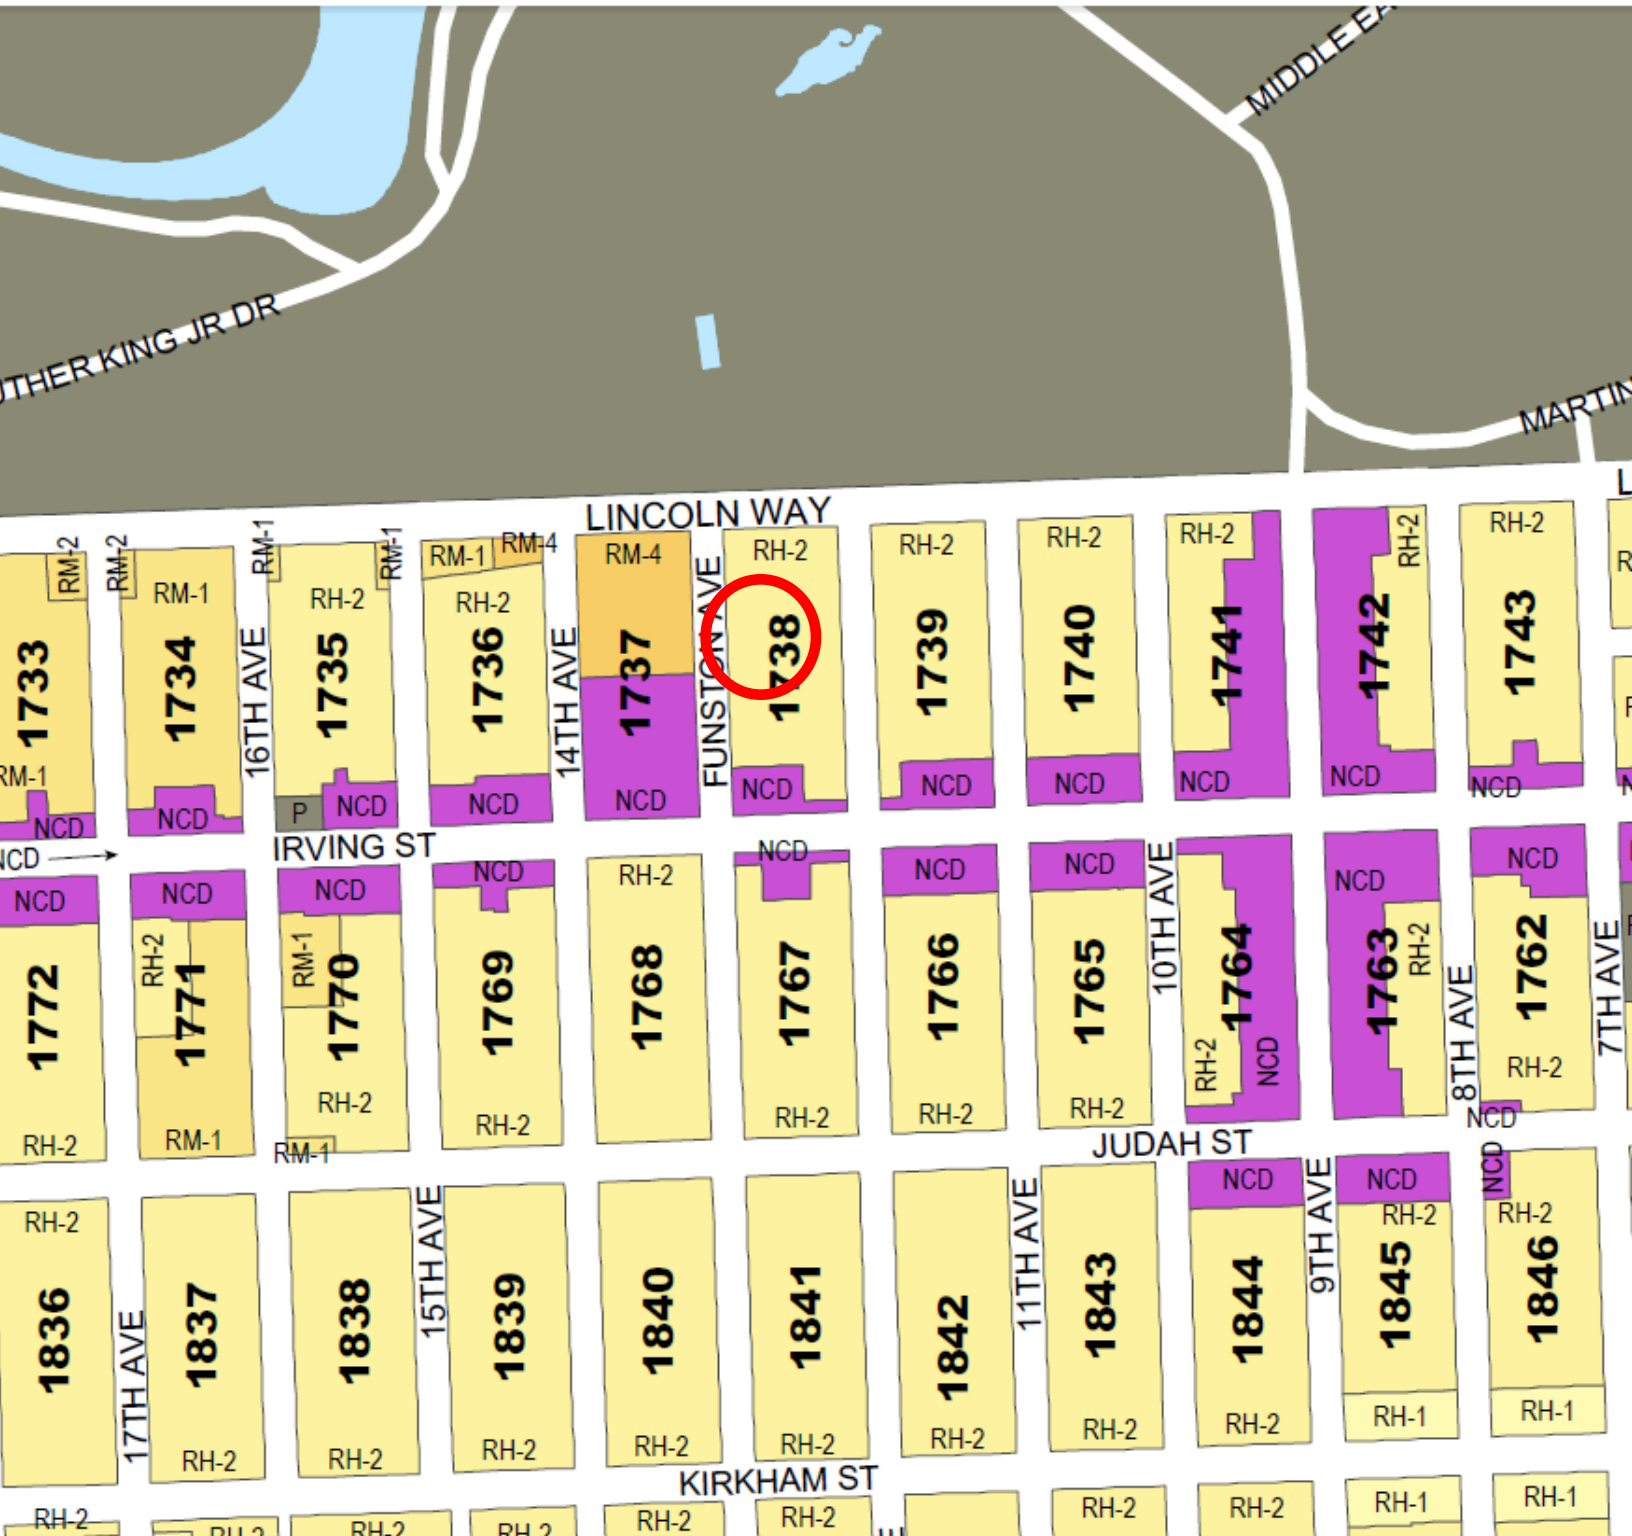 MIDDLE EA
UTHER KING JR DR
MARTIN
LINCOLN WAY
L
RM-2
RM-2
RM-1
RM-1
RM-1
RM-4
RM-4
RH-2
RH-2
RH-2
RH-2
RH-2
RH-2
RM-1
RH-2
RH-2
1733
1734
16TH AVE
1735
1736
14TH AVE
1737
FUNSTON AVE
1738
1739
1740
1741
1742
1743
RM-1
NCD
NCD
P
NCD
NCD
NCD
NCD
NCD
NCD
NCD
NCD
NCD
NCD
IRVING ST
NCD
NCD
NCD
NCD
RH-2
NCD
NCD
NCD
10TH AVE
NCD
NCD
RH-2
RM-1
RH-2
1772
1771
1770
1769
1768
1767
1766
1765
1764
1763
1762
7TH AVE
8TH AVE
RH-2
NCD
RH-2
RH-2
RM-1
RH-2
RM-1
RH-2
RH-2
RH-2
RH-2
NCD
JUDAH ST
NCD
NCD
NCD
RH-2
RH-2
RH-2
1836
17TH AVE
1837
1838
15TH AVE
1839
1840
1841
1842
11TH AVE
1843
1844
9TH AVE
1845
1846
RH-2
RH-2
RH-2
RH-2
RH-2
RH-2
RH-2
RH-2
RH-1
RH-1
KIRKHAM ST
RH-2
RH-2
RH-2
RH-2
RH-2
RH-2
RH-2
RH-2
RH-1
RH-1